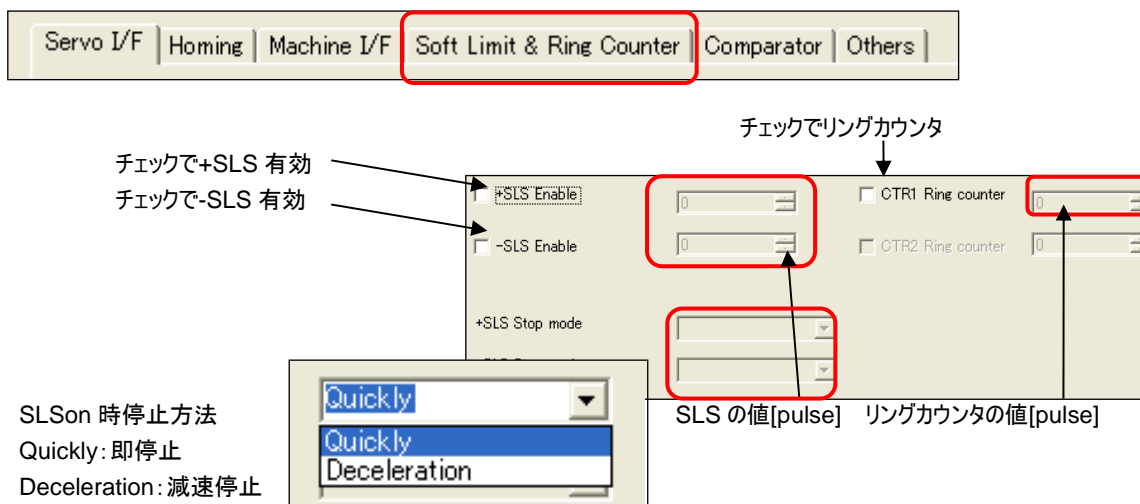 Servo I/F Homing Machine I/F Soft Limit & Ring Counter Comparator Others
チェックでリングカウンタ
チェックで+SLS 有効
チェックで-SLS 有効
+SLS Enable 0 CTR1 Ring counter 0
-SLS Enable 0 CTR2 Ring counter 0
+SLS Stop mode
Quickly
Quickly
Deceleration
SLSon 時停止方法
Quickly:即停止
Deceleration:減速停止
SLS の値[pulse] リングカウンタの値[pulse]